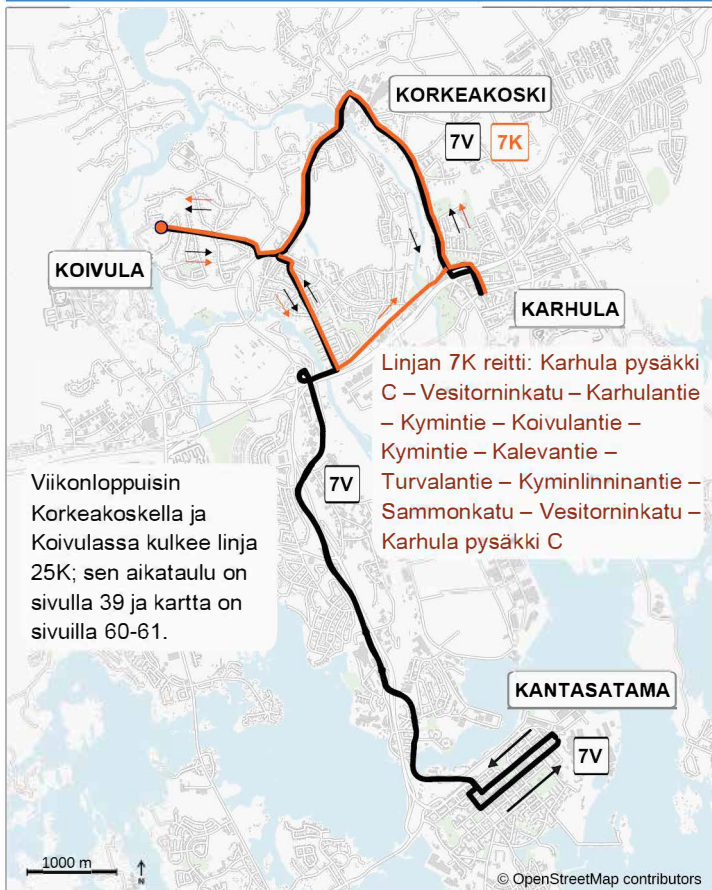 KORKEAKOSKI
7V 7K
KOIVULA
KARHULA
Linjan 7K reitti: Karhula pysäkki
C – Vesitorninkatu – Karhulantie
– Kymintie – Koivulantie –
Kymintie – Kalevantie –
Turvalantie – Kyminlinninantie –
Sammonkatu – Vesitorninkatu –
Karhula pysäkki C
7V
Viikonloppuisin
Korkeakoskella ja
Koivulassa kulkee linja
25K; sen aikataulu on
sivulla 39 ja kartta on
sivuilla 60-61.
KANTASATAMA
7V
1000 m
N
© OpenStreetMap contributors